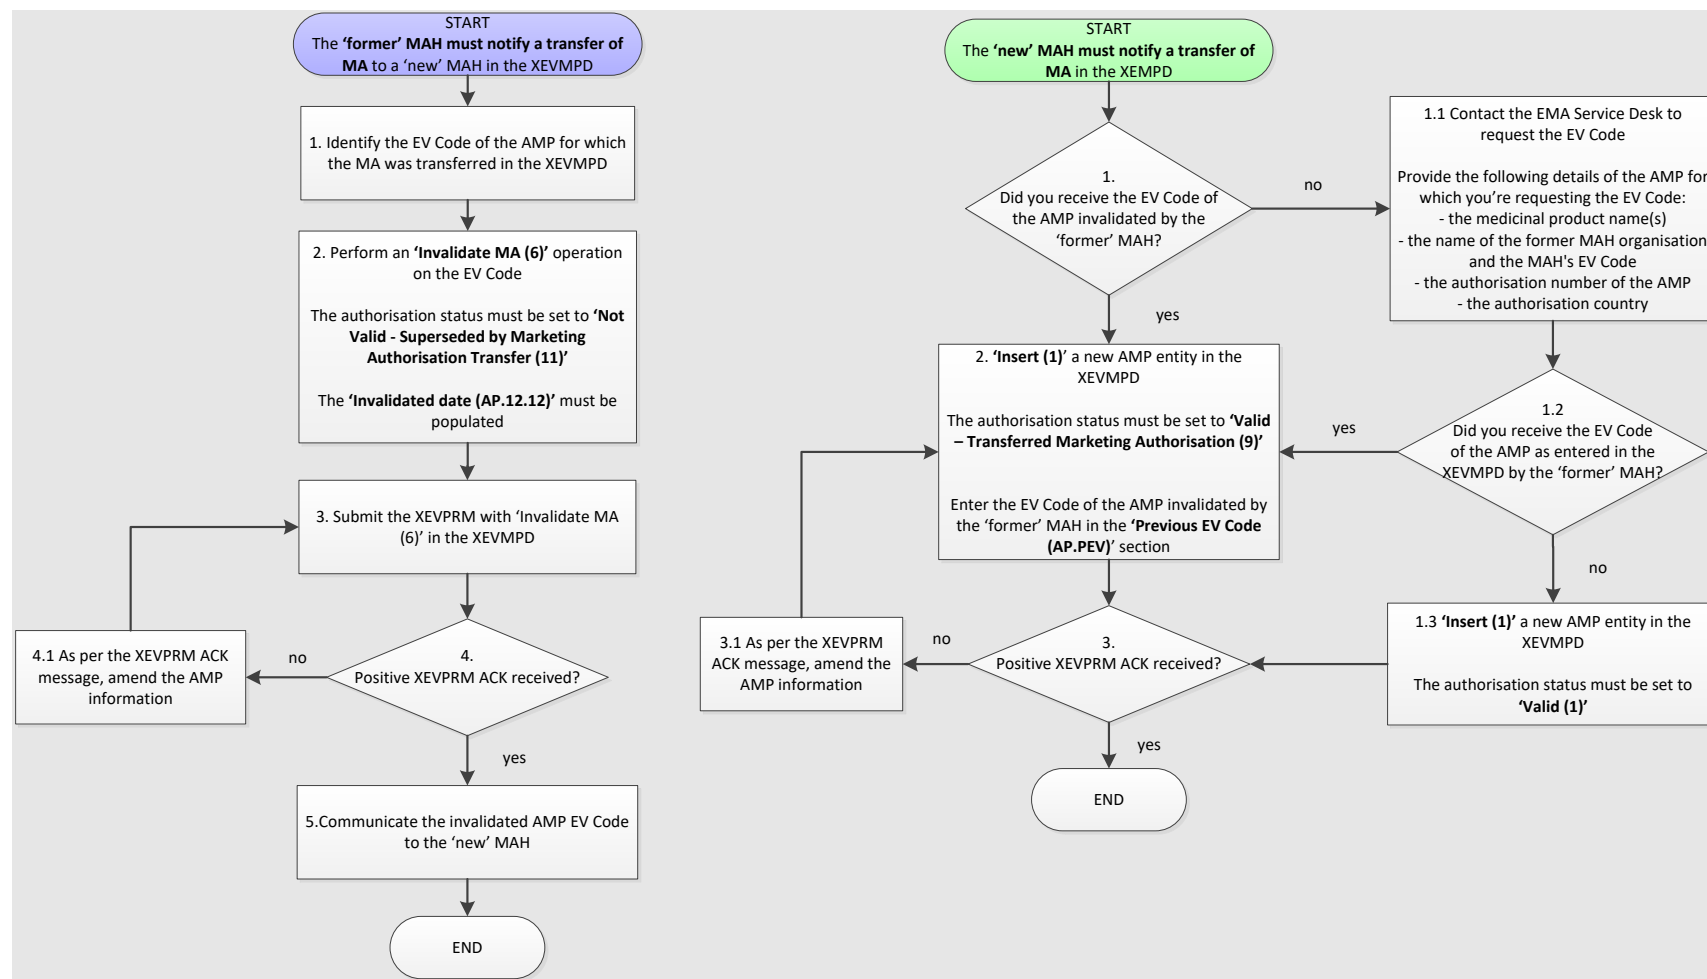 START
The ‘former’ MAH must notify a transfer of
MA to a ‘new’ MAH in the XEVMPD
1. Identify the EV Code of the AMP for which
the MA was transferred in the XEVMPD
2. Perform an ‘Invalidate MA (6)’ operation
on the EV Code
The authorisation status must be set to ‘Not
Valid - Superseded by Marketing
Authorisation Transfer (11)’
The ‘Invalidated date (AP.12.12)’ must be
populated
3. Submit the XEVPRM with ‘Invalidate MA
(6)’ in the XEVMPD
4.
Positive XEVPRM ACK received?
no
4.1 As per the XEVPRM ACK
message, amend the AMP
information
yes
5.Communicate the invalidated AMP EV Code
to the ‘new’ MAH
END
START
The ‘new’ MAH must notify a transfer of
MA in the XEMPD
1.
Did you receive the EV Code of
the AMP invalidated by the
‘former’ MAH?
no
1.1 Contact the EMA Service Desk to
request the EV Code
Provide the following details of the AMP for
which you’re requesting the EV Code:
- the medicinal product name(s)
- the name of the former MAH organisation
and the MAH's EV Code
- the authorisation number of the AMP
- the authorisation country
yes
2. ‘Insert (1)’ a new AMP entity in the
XEVMPD
The authorisation status must be set to ‘Valid
– Transferred Marketing Authorisation (9)’
Enter the EV Code of the AMP invalidated by
the ‘former’ MAH in the ‘Previous EV Code
(AP.PEV)’ section
yes
1.2
Did you receive the EV Code
of the AMP as entered in the
XEVMPD by the ‘former’ MAH?
no
1.3 ‘Insert (1)’ a new AMP entity in the
XEVMPD
The authorisation status must be set to
‘Valid (1)’
3.
Positive XEVPRM ACK received?
no
3.1 As per the XEVPRM
ACK message, amend the
AMP information
yes
END